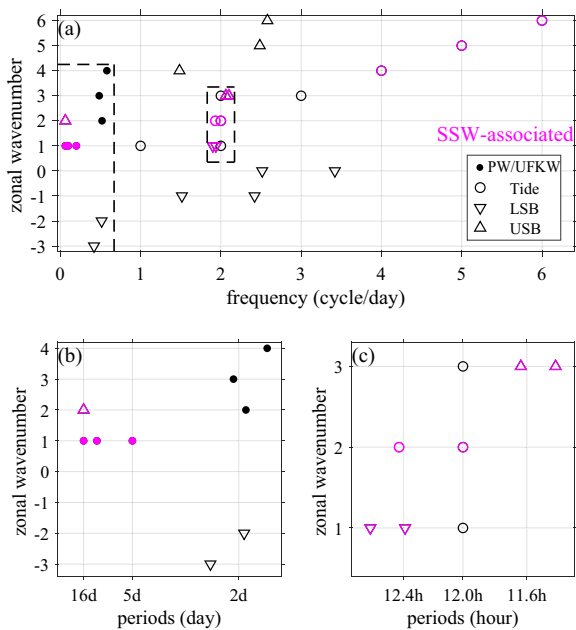 (a)
zonal wavenumber
6
5
4
3
2
1
0
-1
-2
-3
0 1 2 3 4 5 6
frequency (cycle/day)
SSW-associated
PW/UFKW
Tide
LSB
USB
(b)
zonal wavenumber
4
3
2
1
0
-1
-2
-3
16d 5d 2d
periods (day)
(c)
zonal wavenumber
3
2
1
12.4h 12.0h 11.6h
periods (hour)